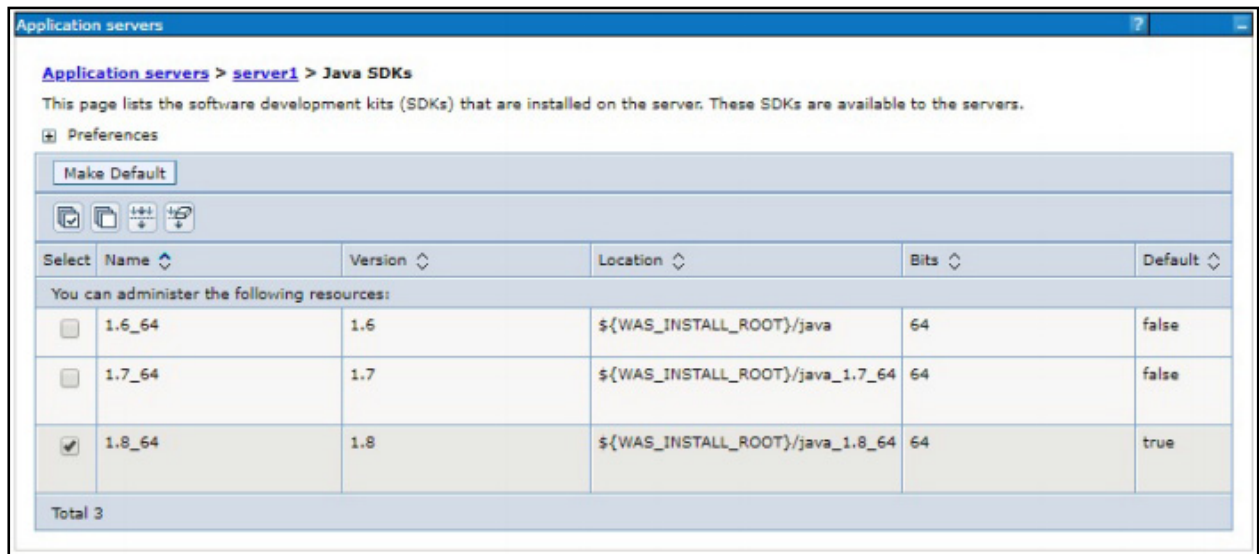 Application servers ?
Application servers > server1 > Java SDKs
This page lists the software development kits (SDKs) that are installed on the server. These SDKs are available to the servers.
Preferences
Make Default
Select Name Version Location Bits Default
You can administer the following resources:
1.6_64 1.6 ${WAS_INSTALL_ROOT}/java 64 false
1.7_64 1.7 ${WAS_INSTALL_ROOT}/java_1.7_64 64 false
1.8_64 1.8 ${WAS_INSTALL_ROOT}/java_1.8_64 64 true
Total 3